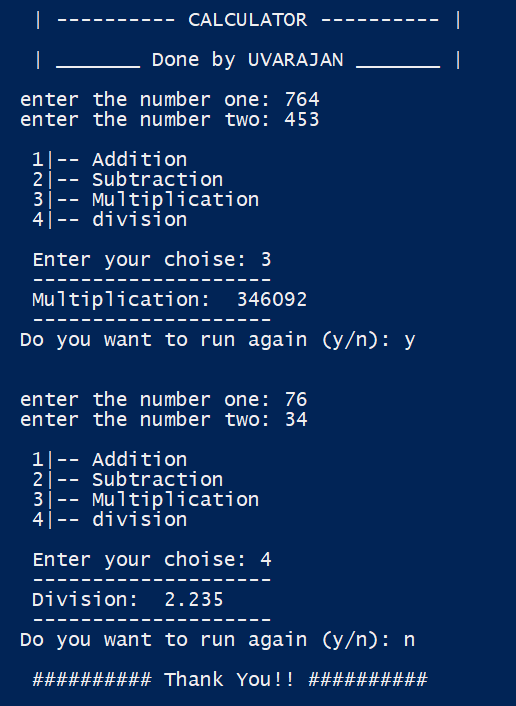 | ---------- CALCULATOR ---------- |
| _______ Done by UVARAJAN _______ |
enter the number one: 764
enter the number two: 453
1|-- Addition
2|-- Subtraction
3|-- Multiplication
4|-- division
Enter your choise: 3
--------------------
Multiplication:  346092
--------------------
Do you want to run again (y/n): y
enter the number one: 76
enter the number two: 34
1|-- Addition
2|-- Subtraction
3|-- Multiplication
4|-- division
Enter your choise: 4
--------------------
Division:  2.235
--------------------
Do you want to run again (y/n): n
########## Thank You!! ##########